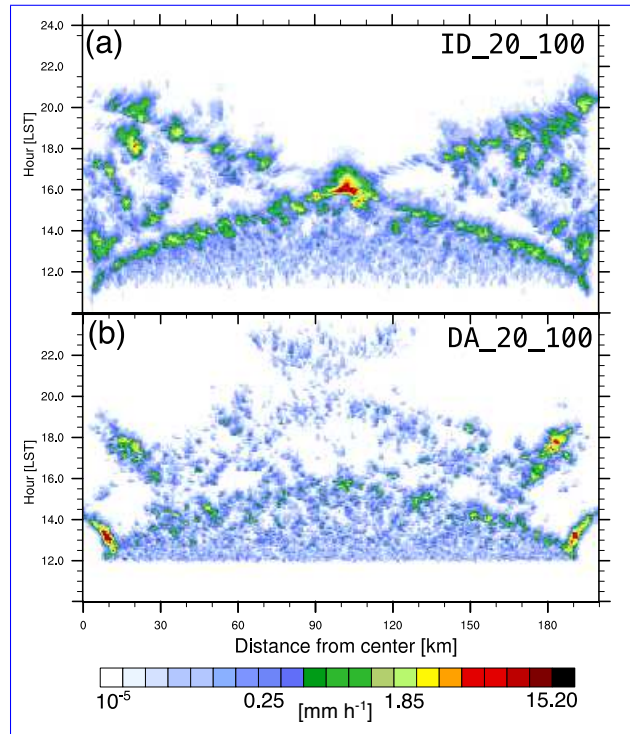 (a) ID_20_100
24.0
22.0
20.0
18.0
16.0
14.0
12.0
Hour [LST]
(b) DA_20_100
22.0
20.0
18.0
16.0
14.0
12.0
Hour [LST]
0 30 60 90 120 150 180
Distance from center [km]
10⁻⁵ 0.25 1.85 15.20
[mm h⁻¹]